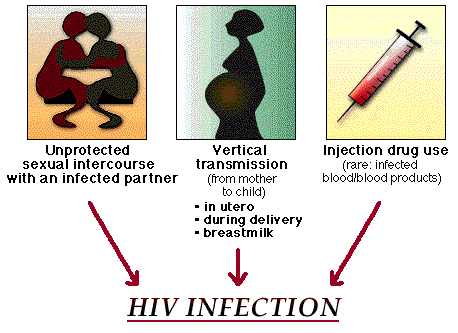 Unprotected
sexual intercourse
with an infected partner
Vertical
transmission
(from mother
to child)
• in utero
• during delivery
• breastmilk
Injection drug use
(rare: infected
blood/blood products)
HIV INFECTION